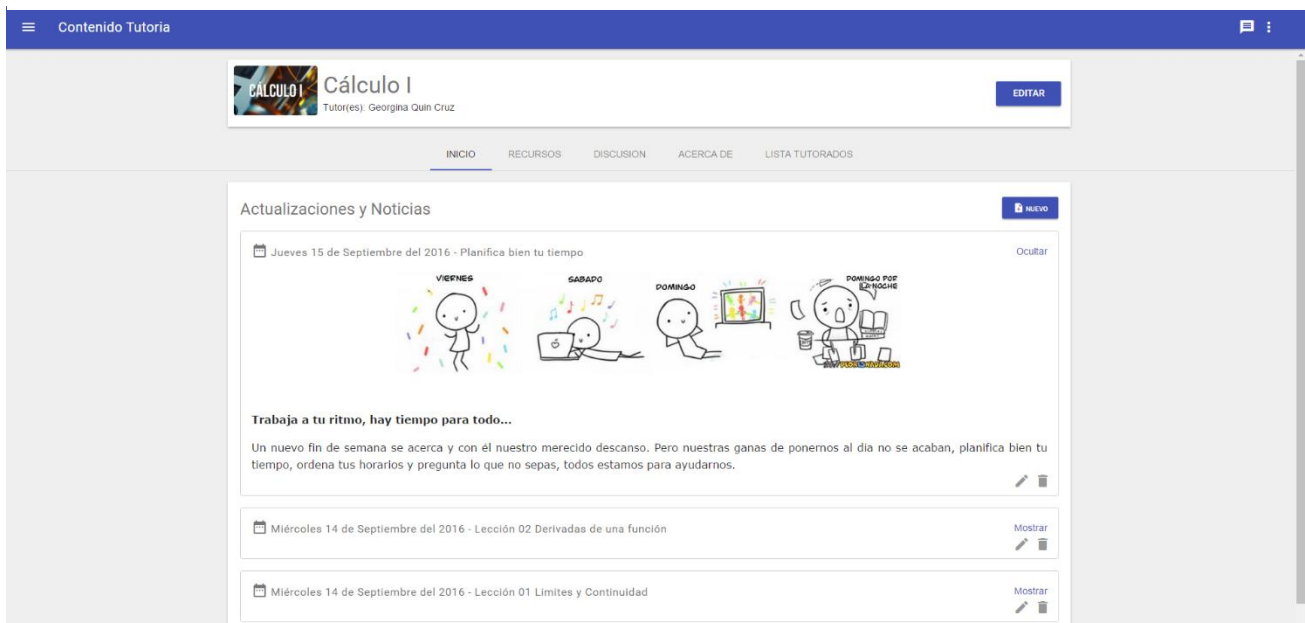 Contenido Tutoria
CÁLCULO I
Cálculo I
Tutor(es): Georgina Quin Cruz
EDITAR
INICIO RECURSOS DISCUSION ACERCA DE LISTA TUTORADOS
Actualizaciones y Noticias
NUEVO
Jueves 15 de Septiembre del 2016 - Planifica bien tu tiempo
Ocultar
VIERNES
SABADO
DOMINGO
DOMINGO POR
LA NOCHE
Trabaja a tu ritmo, hay tiempo para todo...
Un nuevo fin de semana se acerca y con él nuestro merecido descanso. Pero nuestras ganas de ponernos al dia no se acaban, planifica bien tu
tiempo, ordena tus horarios y pregunta lo que no sepas, todos estamos para ayudarnos.
Miércoles 14 de Septiembre del 2016 - Lección 02 Derivadas de una función
Mostrar
Miércoles 14 de Septiembre del 2016 - Lección 01 Limites y Continuidad
Mostrar